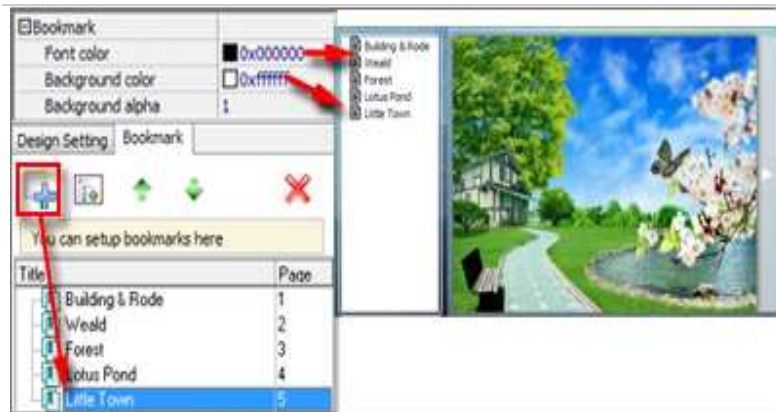 Bookmark
Font color 0x000000
Background color 0xffffff
Background alpha 1
Design Setting Bookmark
You can setup bookmarks here
Title Page
Building & Rode 1
Weald 2
Forest 3
Lotus Pond 4
Little Town 5
Building & Rode
Weald
Forest
Lotus Pond
Little Town